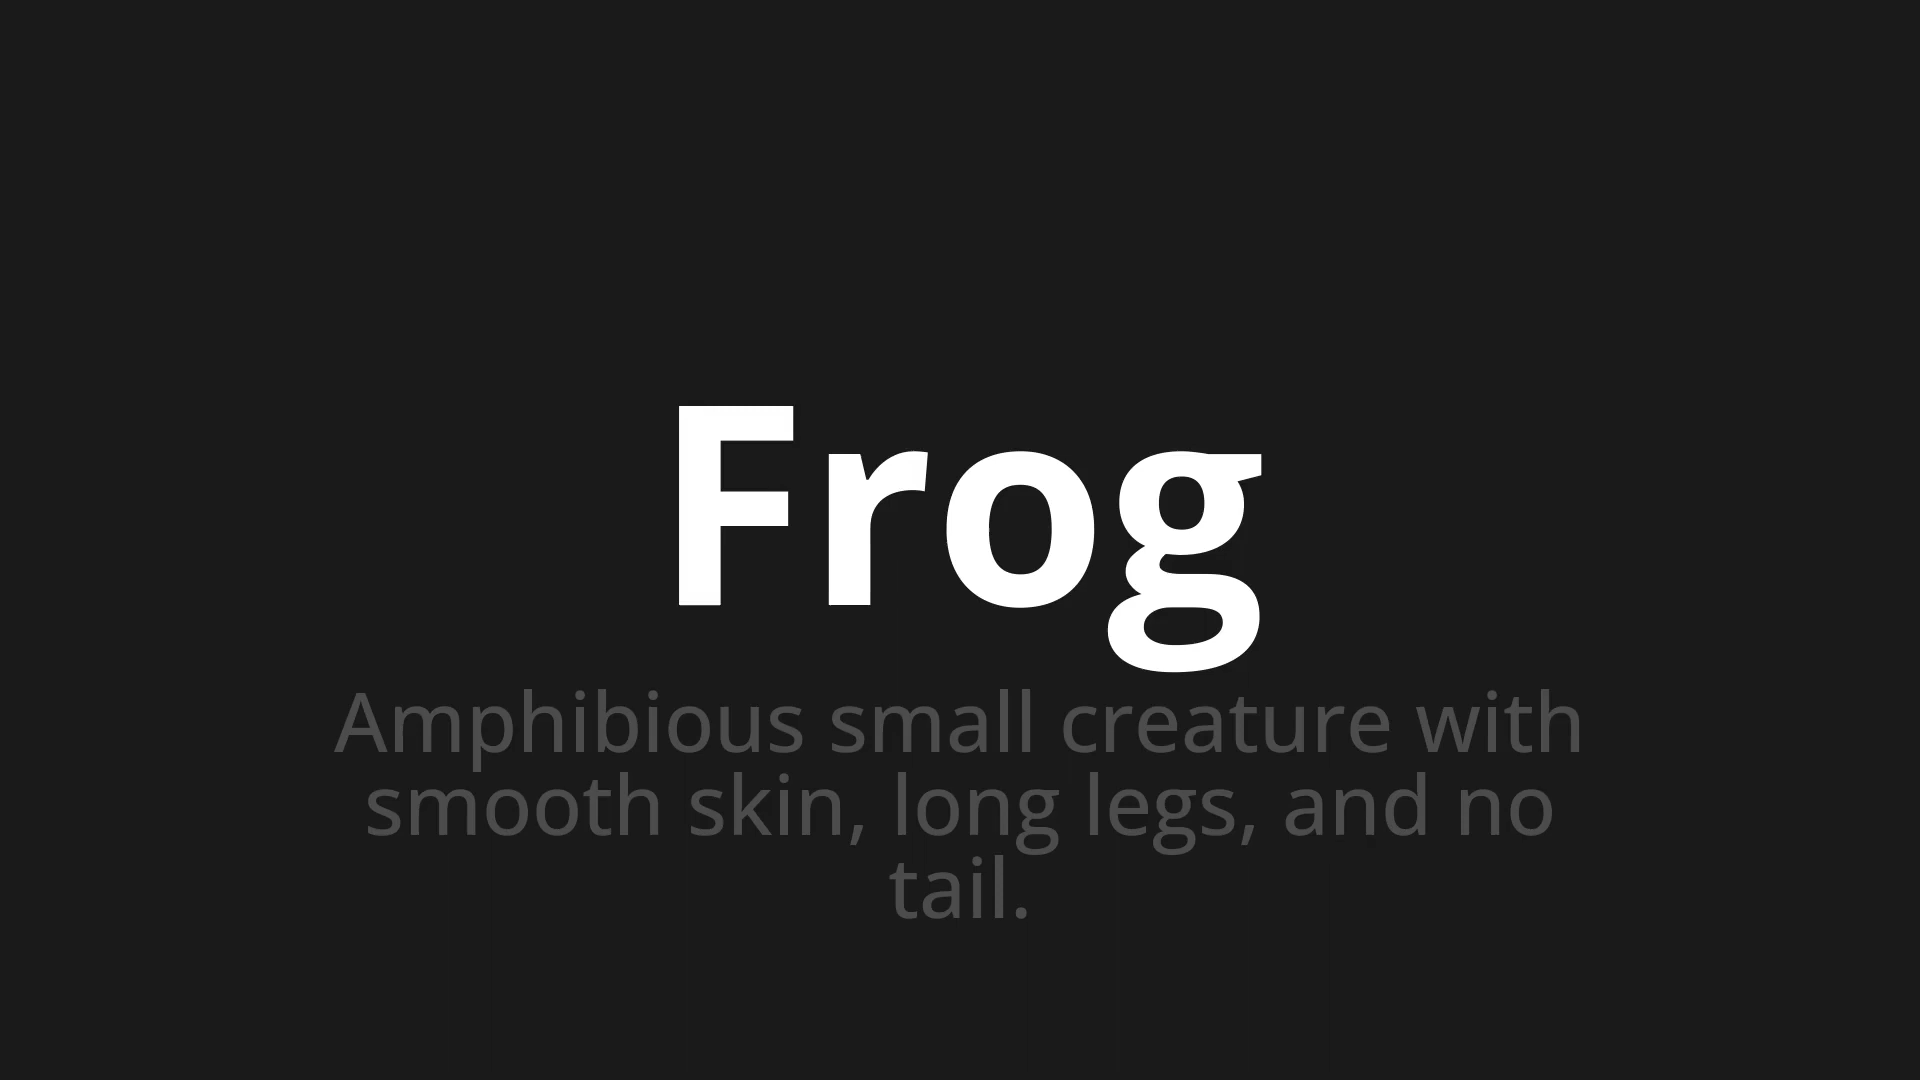 Frog
Amphibious small creature with
smooth skin, long legs, and no
tail.